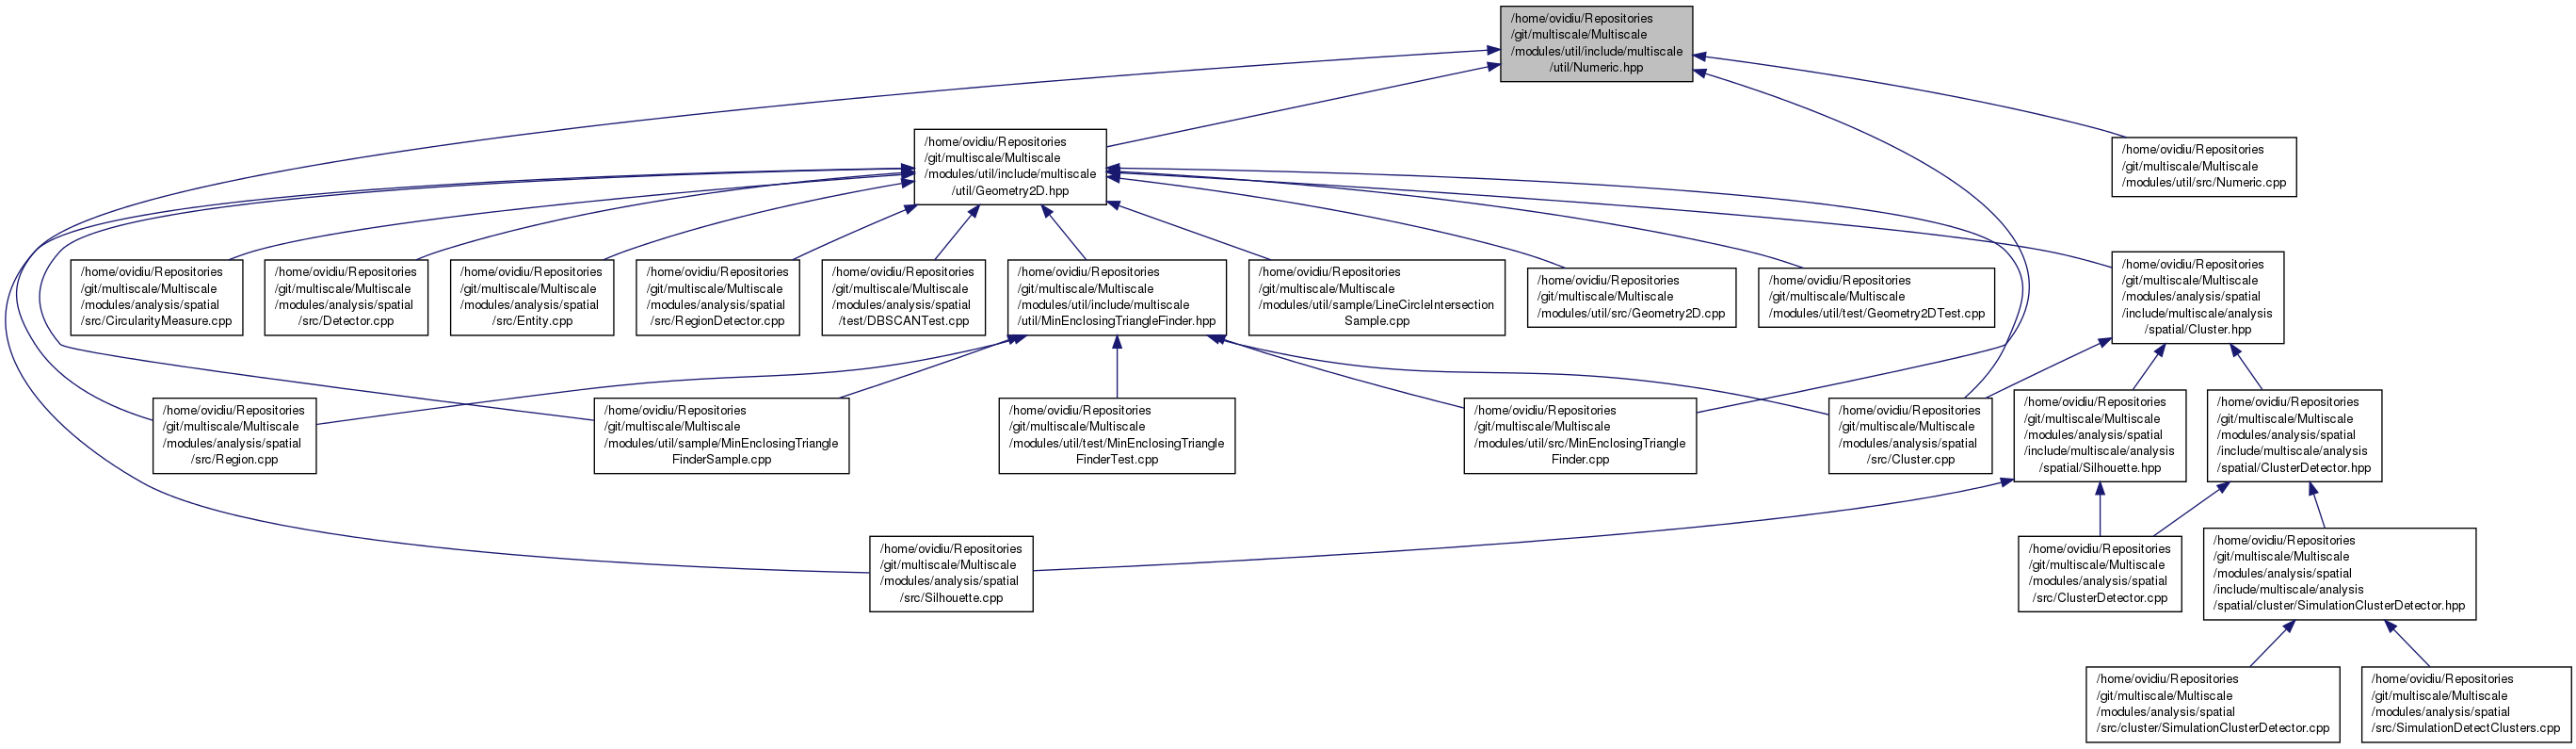 /home/ovidiu/Repositories
/git/multiscale/Multiscale
/modules/util/include/multiscale
/util/Numeric.hpp
/home/ovidiu/Repositories
/git/multiscale/Multiscale
/modules/util/include/multiscale
/util/Geometry2D.hpp
/home/ovidiu/Repositories
/git/multiscale/Multiscale
/modules/util/src/Numeric.cpp
/home/ovidiu/Repositories
/git/multiscale/Multiscale
/modules/analysis/spatial
/src/CircularityMeasure.cpp
/home/ovidiu/Repositories
/git/multiscale/Multiscale
/modules/analysis/spatial
/src/Detector.cpp
/home/ovidiu/Repositories
/git/multiscale/Multiscale
/modules/analysis/spatial
/src/Entity.cpp
/home/ovidiu/Repositories
/git/multiscale/Multiscale
/modules/analysis/spatial
/src/RegionDetector.cpp
/home/ovidiu/Repositories
/git/multiscale/Multiscale
/modules/analysis/spatial
/test/DBSCANTest.cpp
/home/ovidiu/Repositories
/git/multiscale/Multiscale
/modules/util/include/multiscale
/util/MinEnclosingTriangleFinder.hpp
/home/ovidiu/Repositories
/git/multiscale/Multiscale
/modules/util/sample/LineCircleIntersection
Sample.cpp
/home/ovidiu/Repositories
/git/multiscale/Multiscale
/modules/util/src/Geometry2D.cpp
/home/ovidiu/Repositories
/git/multiscale/Multiscale
/modules/util/test/Geometry2DTest.cpp
/home/ovidiu/Repositories
/git/multiscale/Multiscale
/modules/analysis/spatial
/include/multiscale/analysis
/spatial/Cluster.hpp
/home/ovidiu/Repositories
/git/multiscale/Multiscale
/modules/analysis/spatial
/src/Region.cpp
/home/ovidiu/Repositories
/git/multiscale/Multiscale
/modules/util/sample/MinEnclosingTriangle
FinderSample.cpp
/home/ovidiu/Repositories
/git/multiscale/Multiscale
/modules/util/test/MinEnclosingTriangle
FinderTest.cpp
/home/ovidiu/Repositories
/git/multiscale/Multiscale
/modules/util/src/MinEnclosingTriangle
Finder.cpp
/home/ovidiu/Repositories
/git/multiscale/Multiscale
/modules/analysis/spatial
/src/Cluster.cpp
/home/ovidiu/Repositories
/git/multiscale/Multiscale
/modules/analysis/spatial
/include/multiscale/analysis
/spatial/Silhouette.hpp
/home/ovidiu/Repositories
/git/multiscale/Multiscale
/modules/analysis/spatial
/include/multiscale/analysis
/spatial/ClusterDetector.hpp
/home/ovidiu/Repositories
/git/multiscale/Multiscale
/modules/analysis/spatial
/src/Silhouette.cpp
/home/ovidiu/Repositories
/git/multiscale/Multiscale
/modules/analysis/spatial
/src/ClusterDetector.cpp
/home/ovidiu/Repositories
/git/multiscale/Multiscale
/modules/analysis/spatial
/include/multiscale/analysis
/spatial/cluster/SimulationClusterDetector.hpp
/home/ovidiu/Repositories
/git/multiscale/Multiscale
/modules/analysis/spatial
/src/cluster/SimulationClusterDetector.cpp
/home/ovidiu/Repositories
/git/multiscale/Multiscale
/modules/analysis/spatial
/src/SimulationDetectClusters.cpp